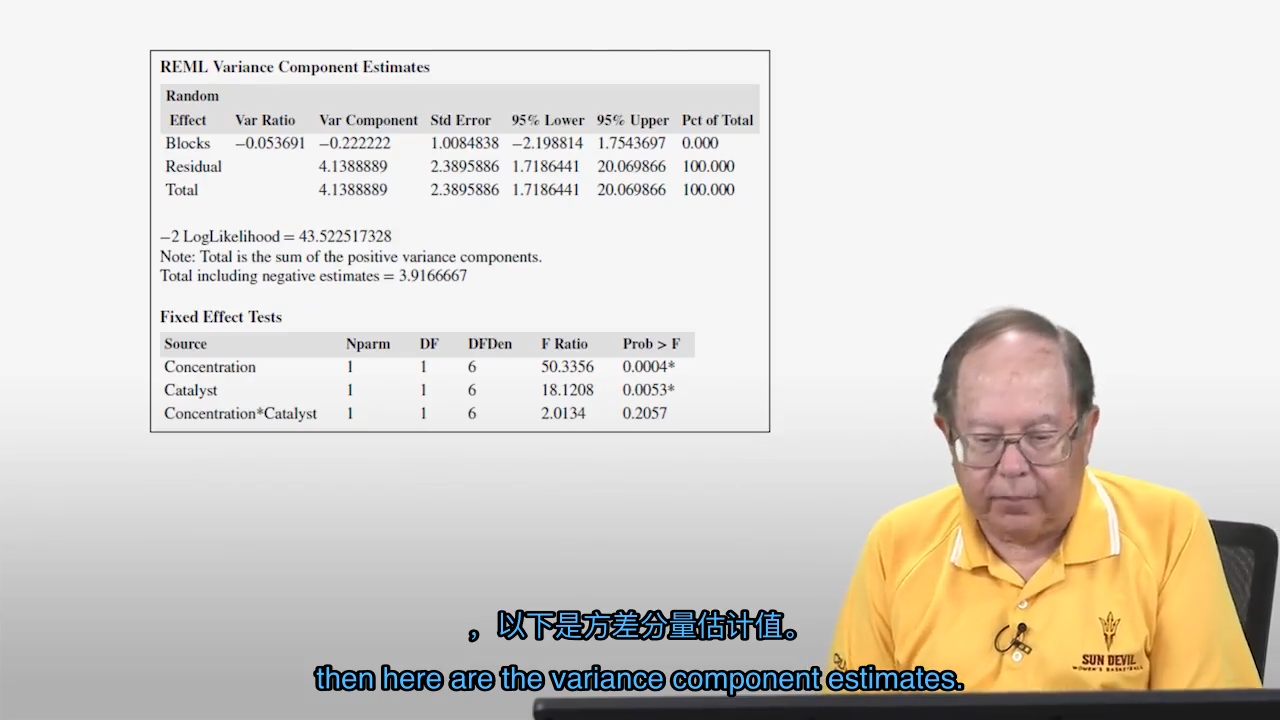 REML Variance Component Estimates
Random
Effect Var Ratio Var Component Std Error 95% Lower 95% Upper Pct of Total
Blocks −0.053691 −0.222222 1.0084838 −2.198814 1.7543697 0.000
Residual 4.1388889 2.3895886 1.7186441 20.069866 100.000
Total 4.1388889 2.3895886 1.7186441 20.069866 100.000
−2 LogLikelihood = 43.522517328
Note: Total is the sum of the positive variance components.
Total including negative estimates = 3.9166667
Fixed Effect Tests
Source Nparm DF DFDen F Ratio Prob > F
Concentration 1 1 6 50.3356 0.0004*
Catalyst 1 1 6 18.1208 0.0053*
Concentration*Catalyst 1 1 6 2.0134 0.2057
SUN DEVIL
WOMEN'S BASKETBALL
，以下是方差分量估计值。
then here are the variance component estimates.